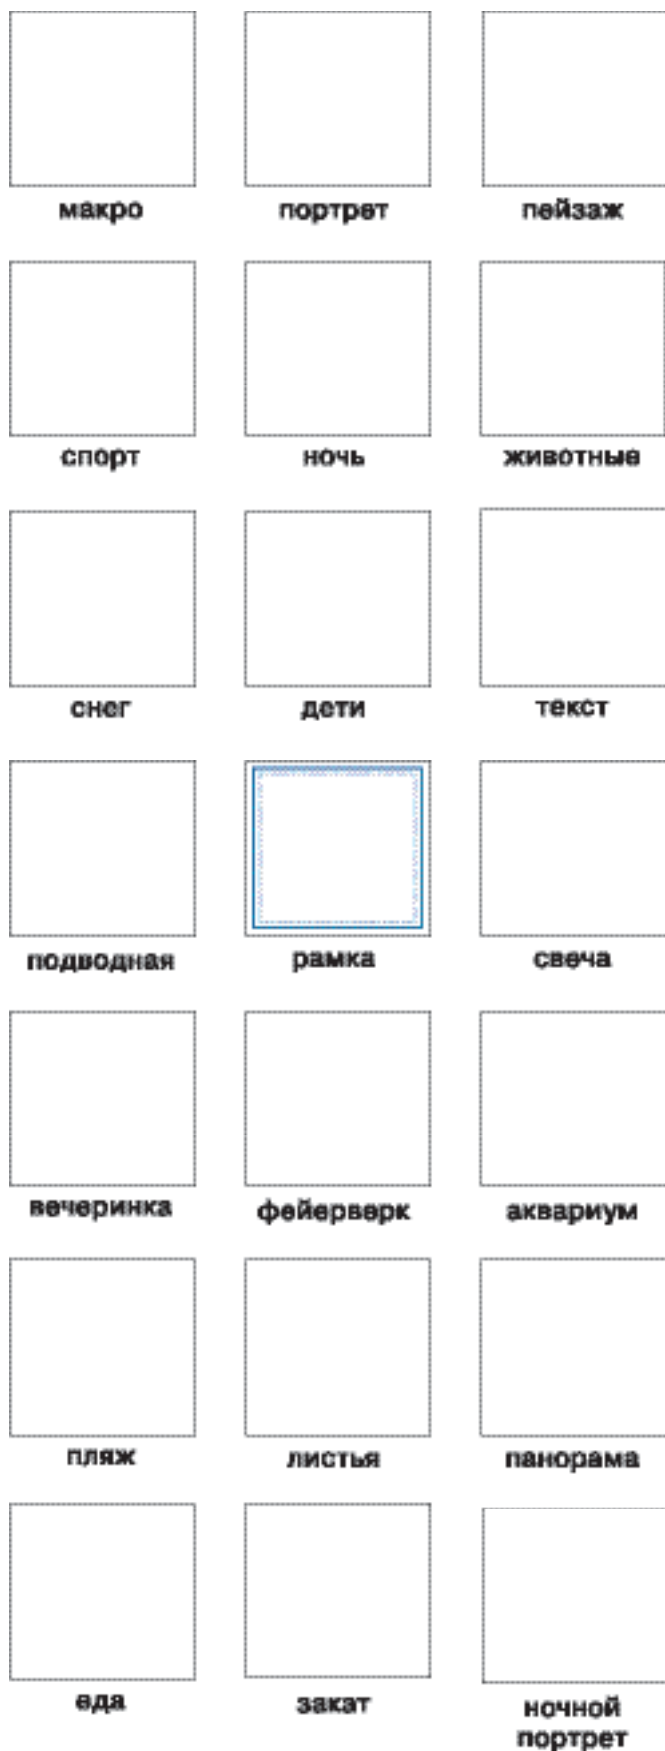 макро портрет пейзаж
спорт ночь животные
снег дети текст
подводная рамка свеча
вечеринка фейерверк аквариум
пляж листья панорама
еда закат ночной
портрет